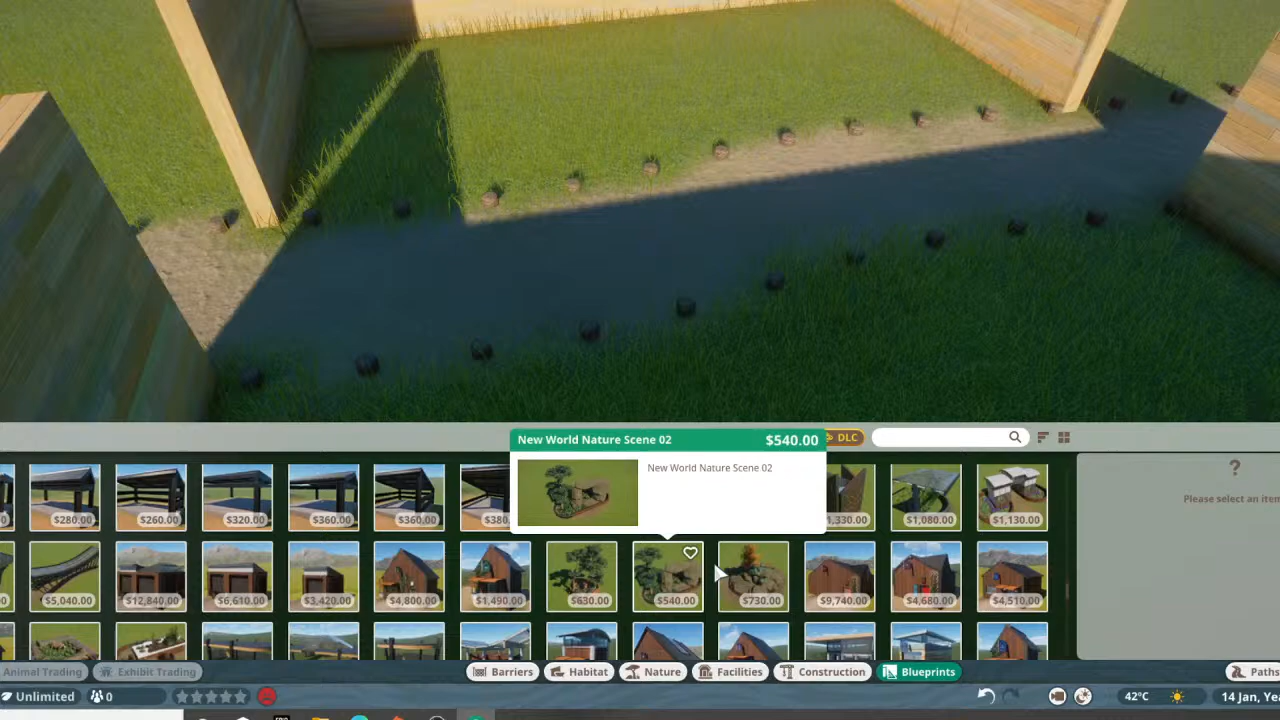 New World Nature Scene 02 $540.00
DLC
New World Nature Scene 02
?
Please select an item
$280.00 $260.00 $320.00 $360.00 $360.00 $380 1,330.00 $1,080.00 $1,130.00
$5,040.00 $12,840.00 $6,610.00 $3,420.00 $4,800.00 $1,490.00 $630.00 $540.00 $730.00 $9,740.00 $4,680.00 $4,510.00
Animal Trading Exhibit Trading Barriers Habitat Nature Facilities Construction Blueprints Paths
Unlimited 0 42°C 14 Jan, Yea